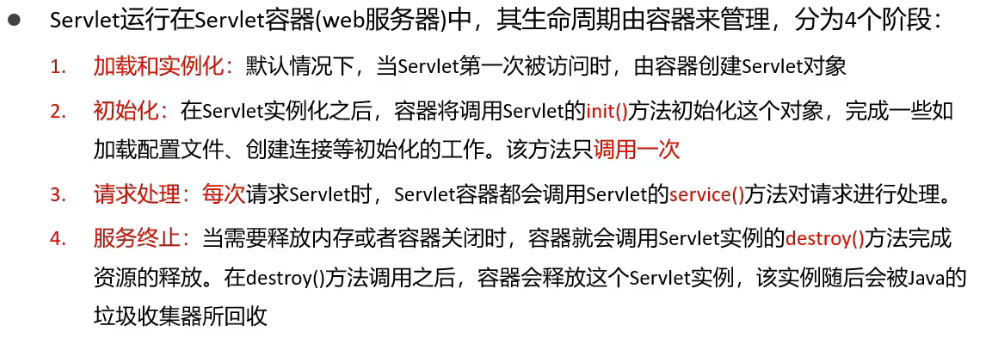 ● Servlet运行在Servlet容器(web服务器)中，其生命周期由容器来管理，分为4个阶段：
1. 加载和实例化：默认情况下，当Servlet第一次被访问时，由容器创建Servlet对象
2. 初始化：在Servlet实例化之后，容器将调用Servlet的init()方法初始化这个对象，完成一些如
加载配置文件、创建连接等初始化的工作。该方法只调用一次
3. 请求处理：每次请求Servlet时，Servlet容器都会调用Servlet的service()方法对请求进行处理。
4. 服务终止：当需要释放内存或者容器关闭时，容器就会调用Servlet实例的destroy()方法完成
资源的释放。在destroy()方法调用之后，容器会释放这个Servlet实例，该实例随后会被Java的
垃圾收集器所回收